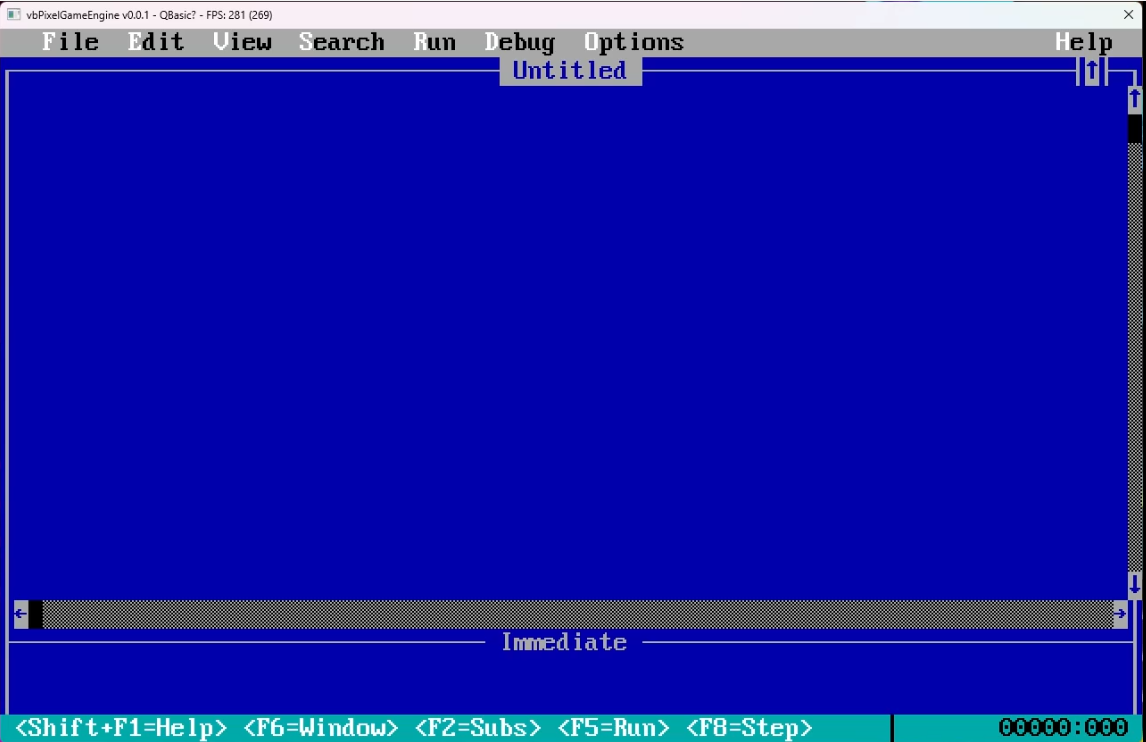 vbPixelGameEngine v0.0.1 - QBasic? - FPS: 281 (269)
File Edit View Search Run Debug Options Help
Untitled
Immediate
<Shift+F1=Help> <F6=Window> <F2=Subs> <F5=Run> <F8=Step> 00000:000